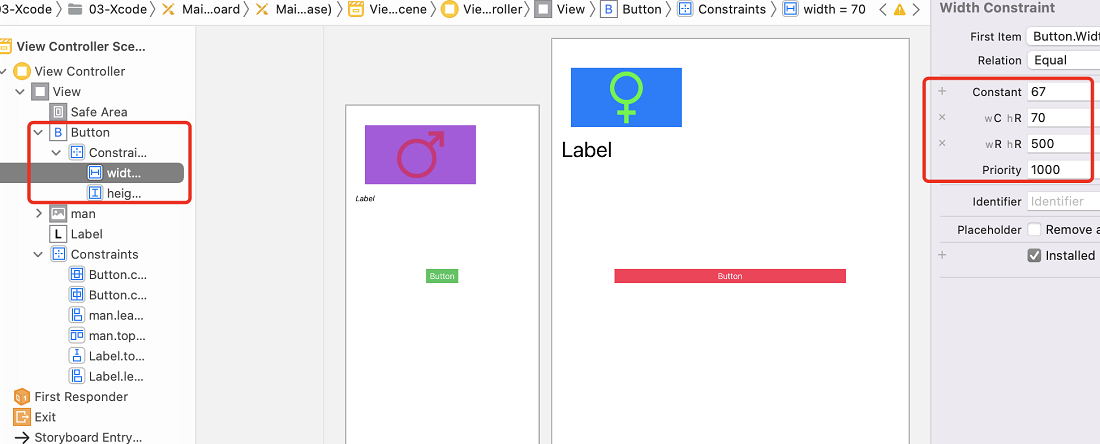 03-Xcode 〉 03-Xcode 〉 Mai...oard 〉 Mai...ase) 〉 Vie...cene 〉 Vie...roller 〉 View 〉 B Button 〉 Constraints 〉 width = 70
Width Constraint
View Controller Sce...
View Controller
View
Safe Area
B Button
Constrai...
widt...
heig...
man
L Label
Constraints
Button.c...
Button.c...
man.lea...
man.top...
Label.to...
Label.le...
First Responder
Exit
Storyboard Entry...
Label
Button
Label
Button
First Item Button.Widt
Relation Equal
+ Constant 67
× wC hR 70
× wR hR 500
Priority 1000
Identifier Identifier
Placeholder Remove a
+ Installed